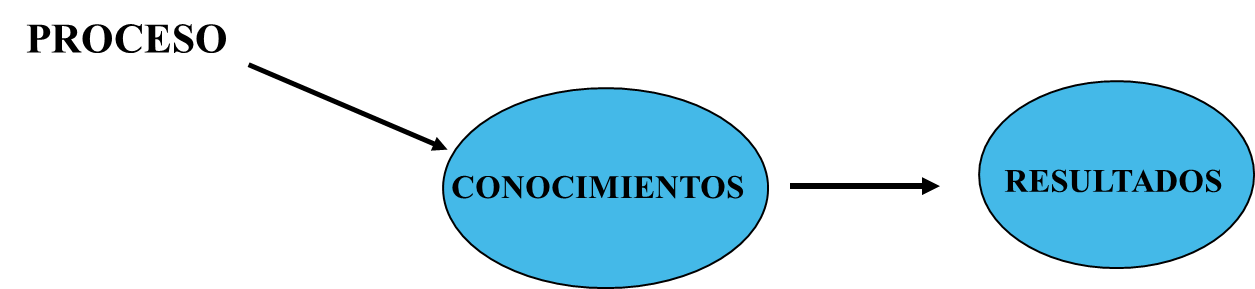 PROCESO
CONOCIMIENTOS
RESULTADOS